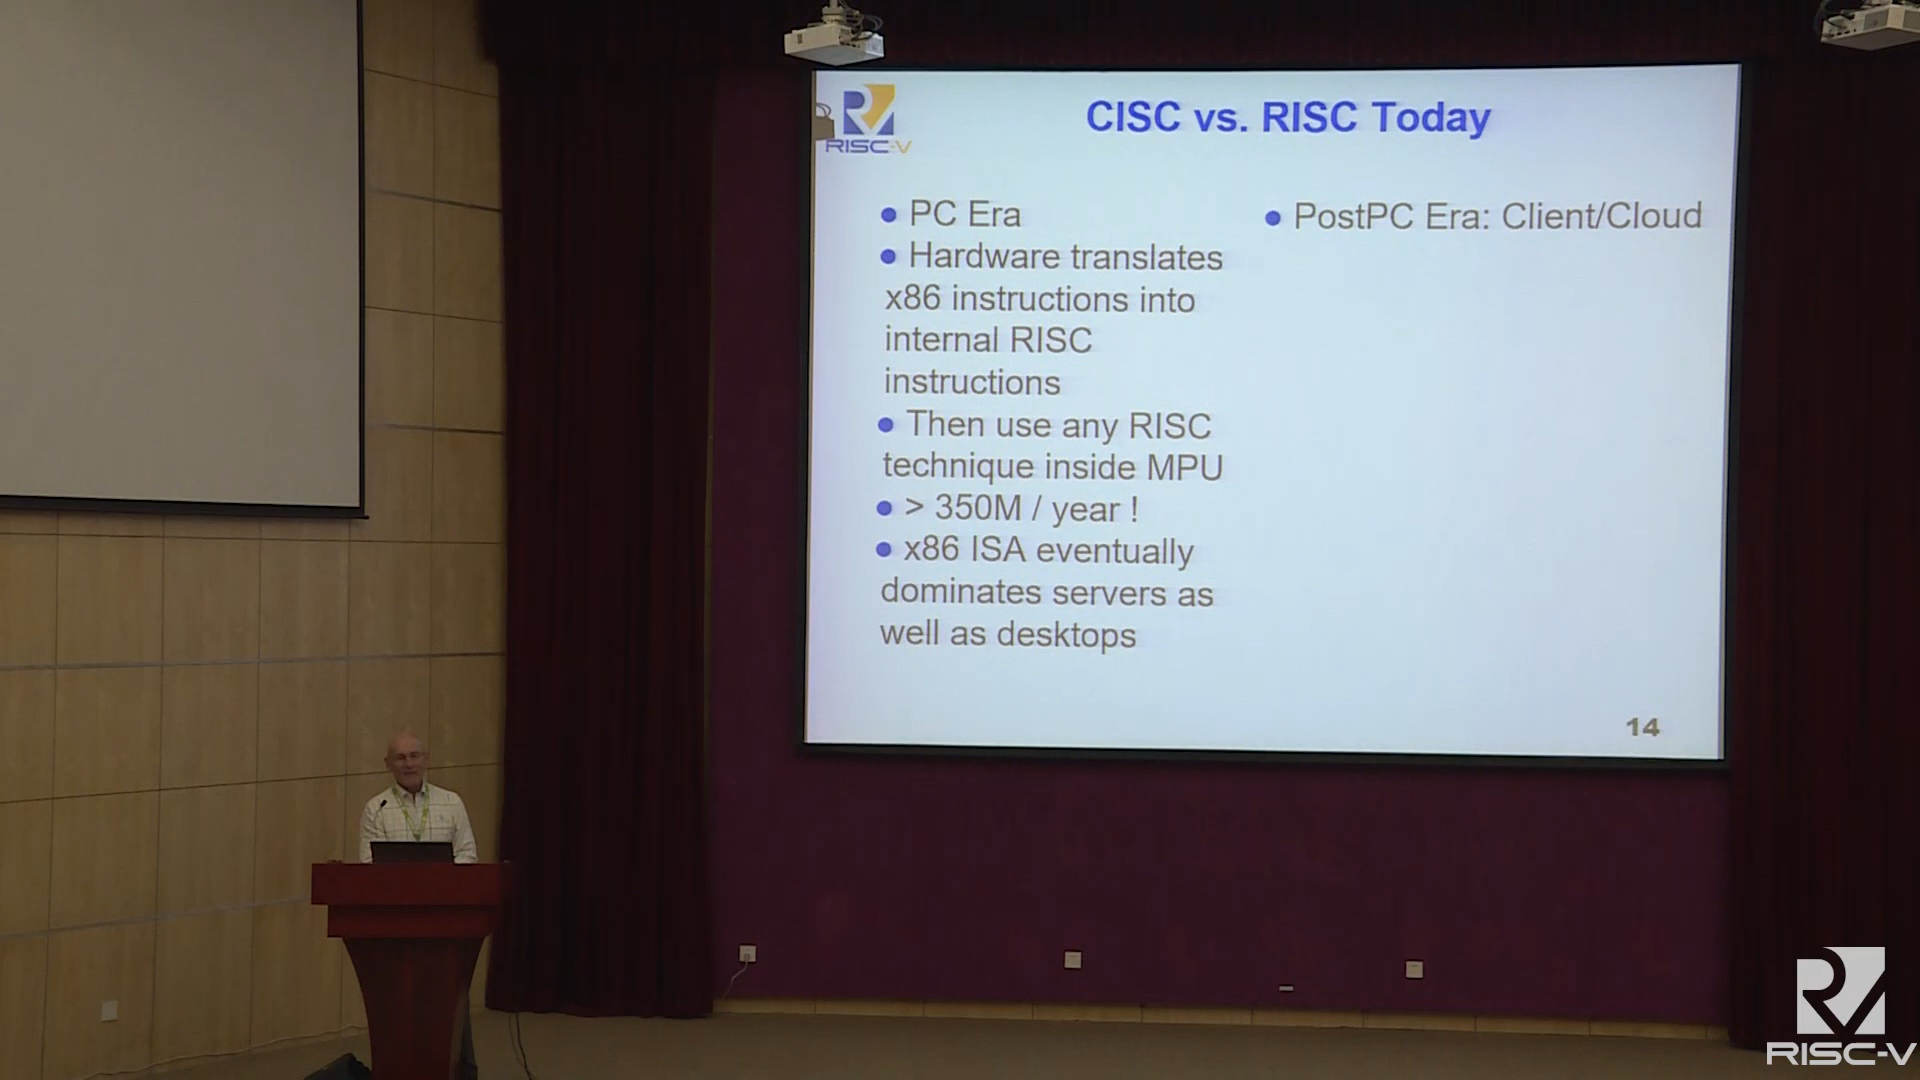 RISC-V
CISC vs. RISC Today
● PC Era
● Hardware translates
x86 instructions into
internal RISC
instructions
● Then use any RISC
technique inside MPU
● > 350M / year !
● x86 ISA eventually
dominates servers as
well as desktops
● PostPC Era: Client/Cloud
14
RISC-V